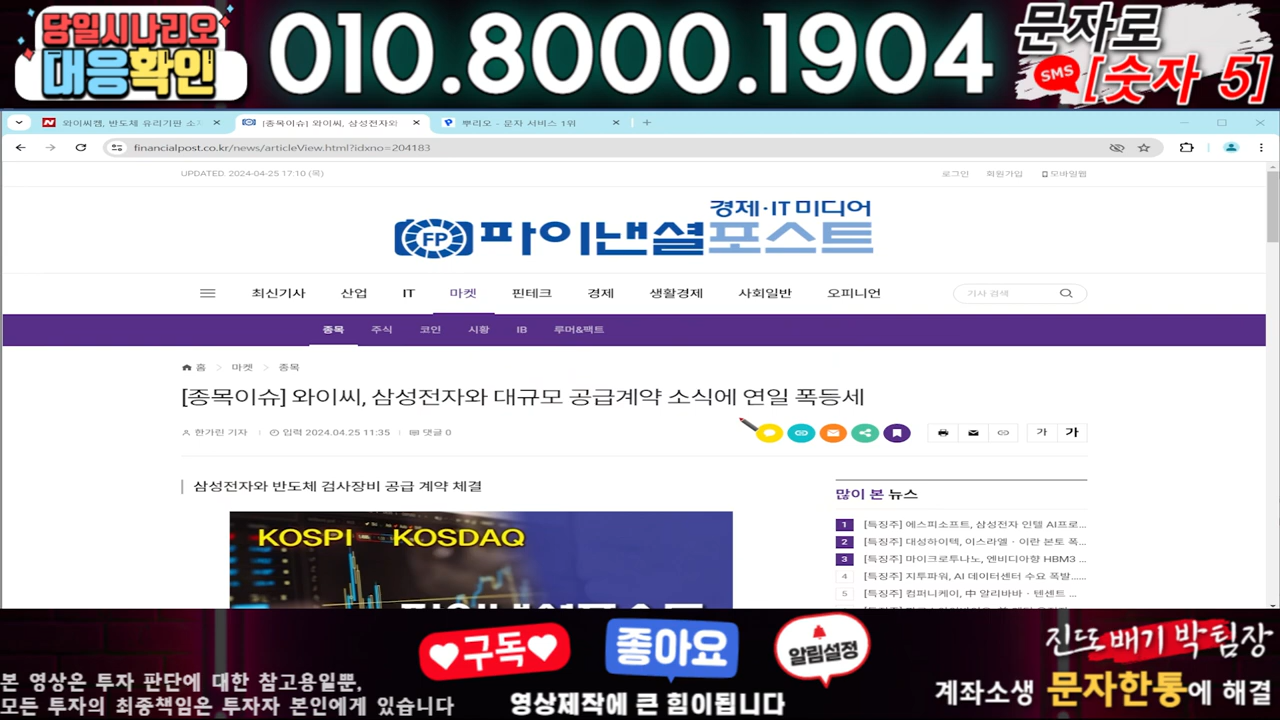 당일시나리오
대응확인
010.8000.1904
문자로
SMS
[숫자 5]
와이씨켐, 반도체 유리기판 소
[종목이슈] 와이씨, 삼성전자와
뿌리오 - 문자 서비스 1위
financialpost.co.kr/news/articleView.html?idxno=204183
UPDATED. 2024-04-25 17:10 (목)
로그인 회원가입 모바일웹
경제·IT미디어
FP 파이낸셜포스트
최신기사 산업 IT 마켓 핀테크 경제 생활경제 사회일반 오피니언
기사 검색
종목 주식 코인 시황 IB 루머&팩트
홈 마켓 종목
[종목이슈] 와이씨, 삼성전자와 대규모 공급계약 소식에 연일 폭등세
한가린 기자 입력 2024.04.25 11:35 댓글 0
가 가
삼성전자와 반도체 검사장비 공급 계약 체결
KOSPI KOSDAQ
많이 본 뉴스
1 [특징주] 에스피소프트, 삼성전자 인텔 AI프로...
2 [특징주] 대성하이텍, 이스라엘 · 이란 본토 폭...
3 [특징주] 마이크로투나노, 엔비디아향 HBM3 ...
4 [특징주] 지투파워, AI 데이터센터 수요 폭발......
5 [특징주] 컴퍼니케이, 中 알리바바 · 텐센트 ...
구독
좋아요
알림설정
영상제작에 큰 힘이됩니다
본 영상은 투자 판단에 대한 참고용일뿐,
모든 투자의 최종책임은 투자자 본인에게 있습니다
진또배기 박팀장
계좌소생 문자한통에 해결